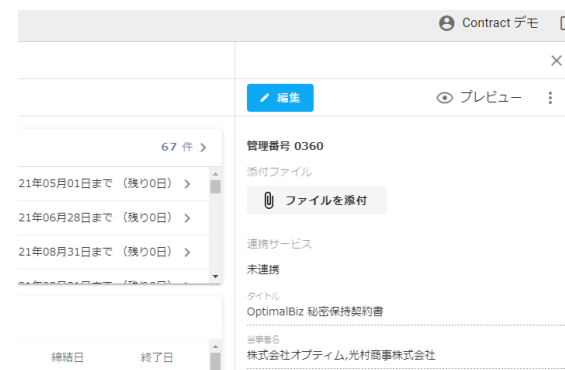 Contract デモ
編集
プレビュー
67 件
管理番号 0360
添付ファイル
21年05月01日まで （残り0日）
ファイルを添付
21年06月28日まで （残り0日）
連携サービス
21年08月31日まで （残り0日）
未連携
タイトル
OptimalBiz 秘密保持契約書
当事者名
締結日 終了日
株式会社オプティム,光村商事株式会社